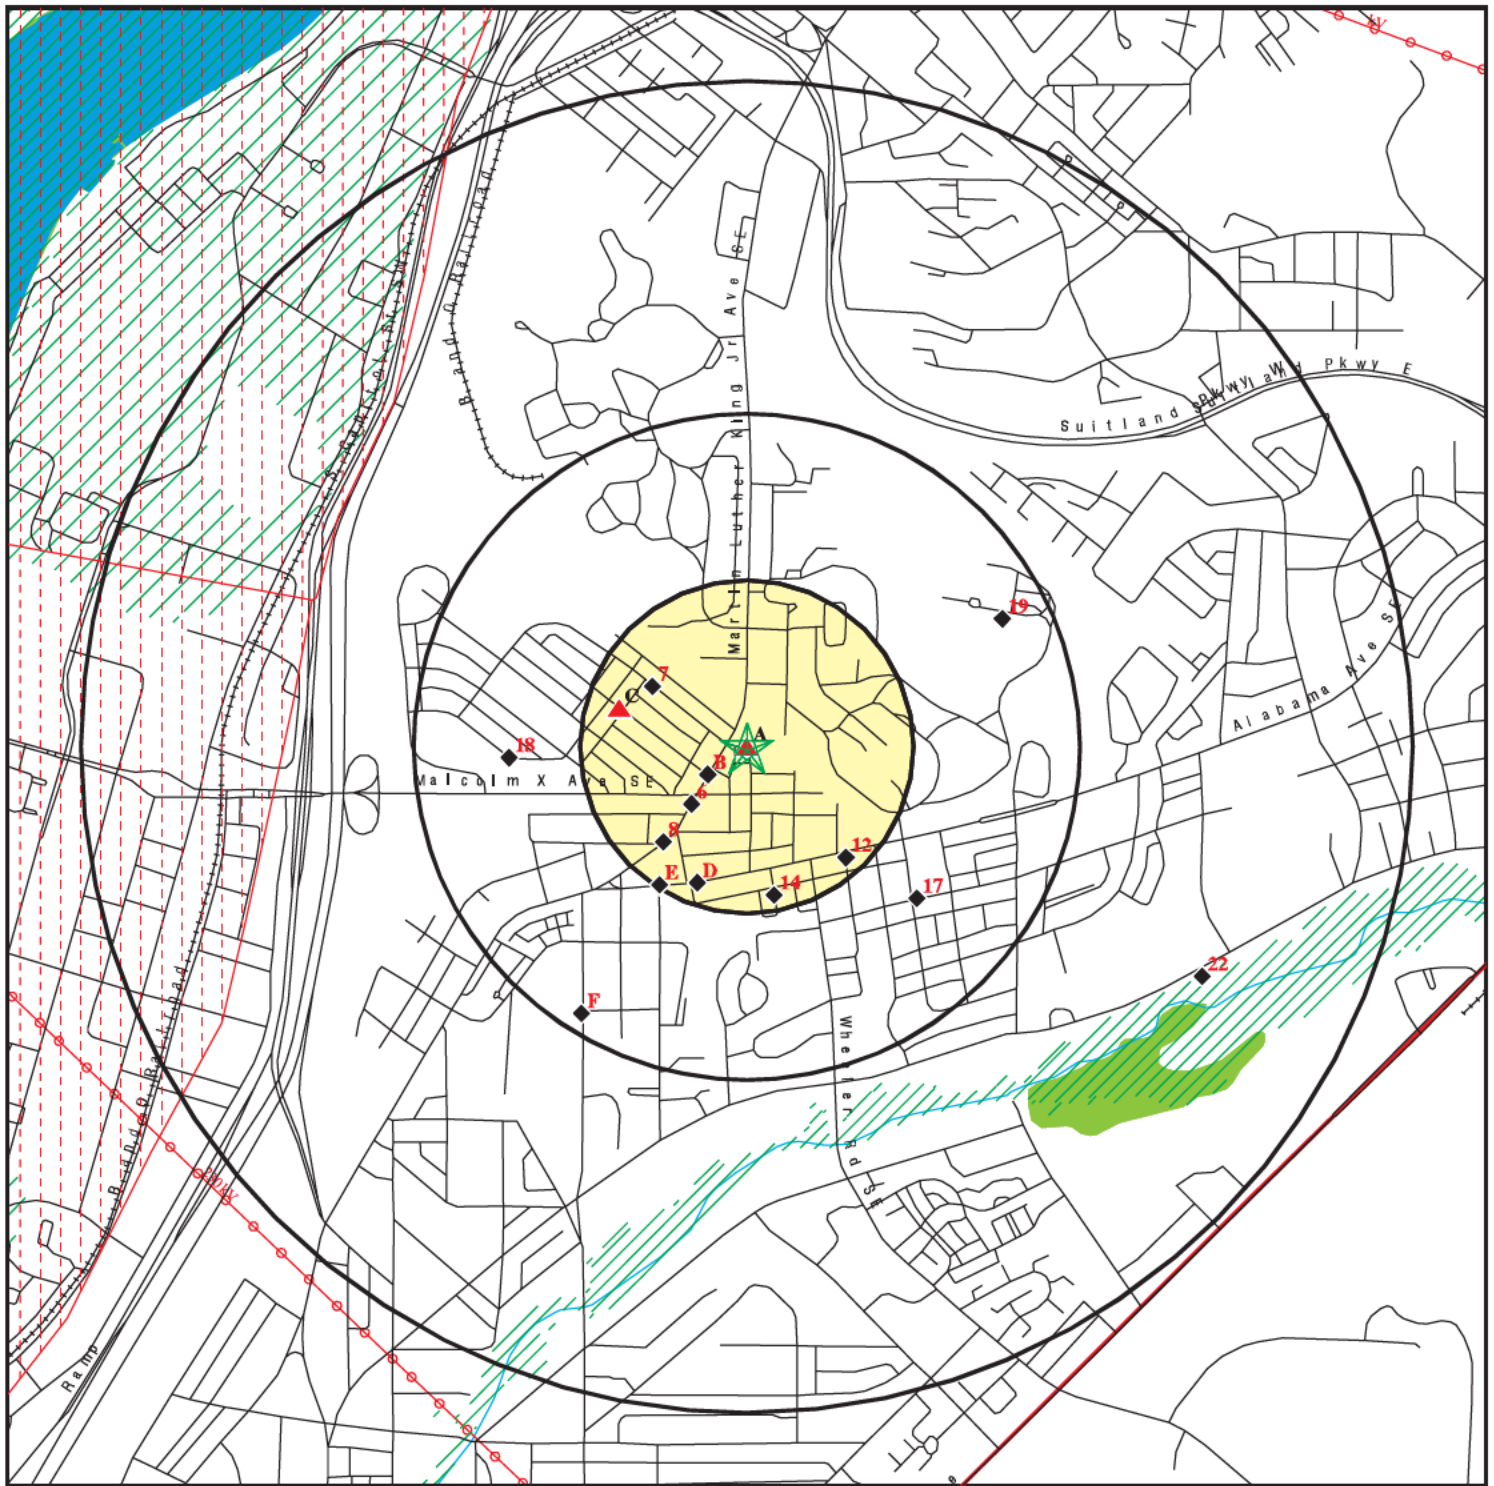 B and O Railroad
Martin Luther King Jr Ave SE
P
P
Suitland Pkwy W
Suitland Pkwy E
19
Alabama Ave SE
7
C
A
18
B
Malcolm X Ave SE
6
8
12
E
D
14
17
22
F
Wheeler Rd SE
B and O Railroad
Ramp
e